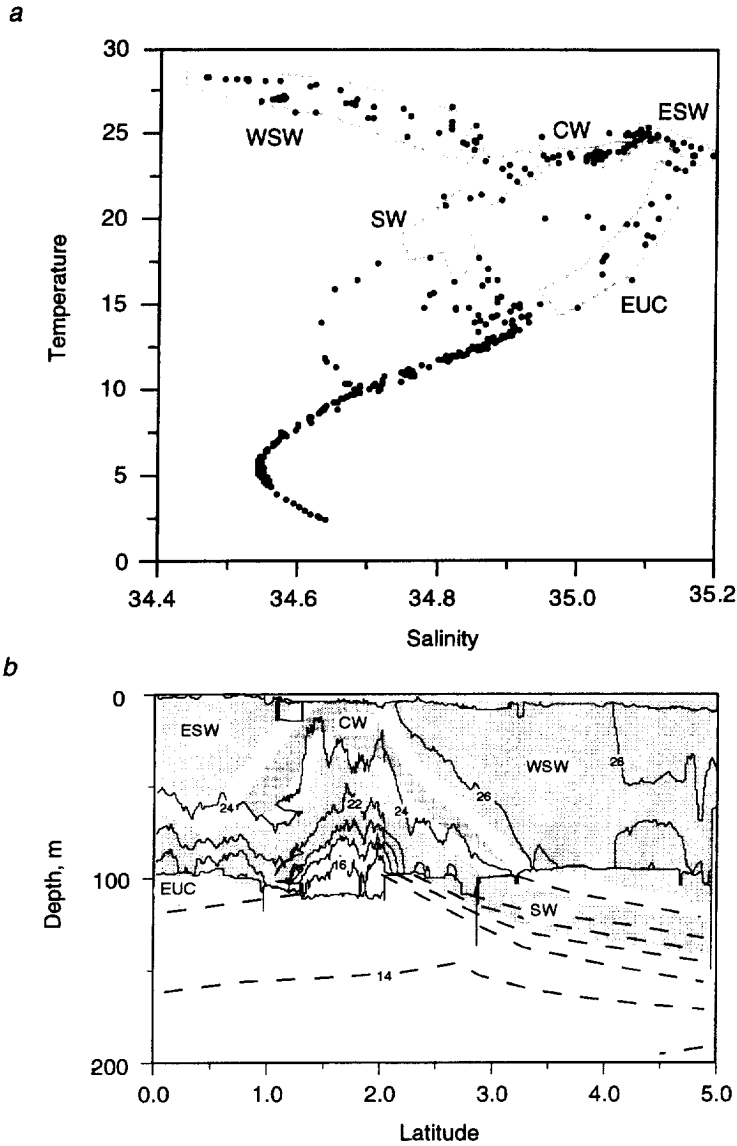 a
30
25
20
15
10
5
0
Temperature
WSW
CW
ESW
SW
EUC
34.4 34.6 34.8 35.0 35.2
Salinity
b
0
100
200
Depth, m
ESW
CW
WSW
28
26
24
22
24
16
EUC
SW
14
0.0 1.0 2.0 3.0 4.0 5.0
Latitude